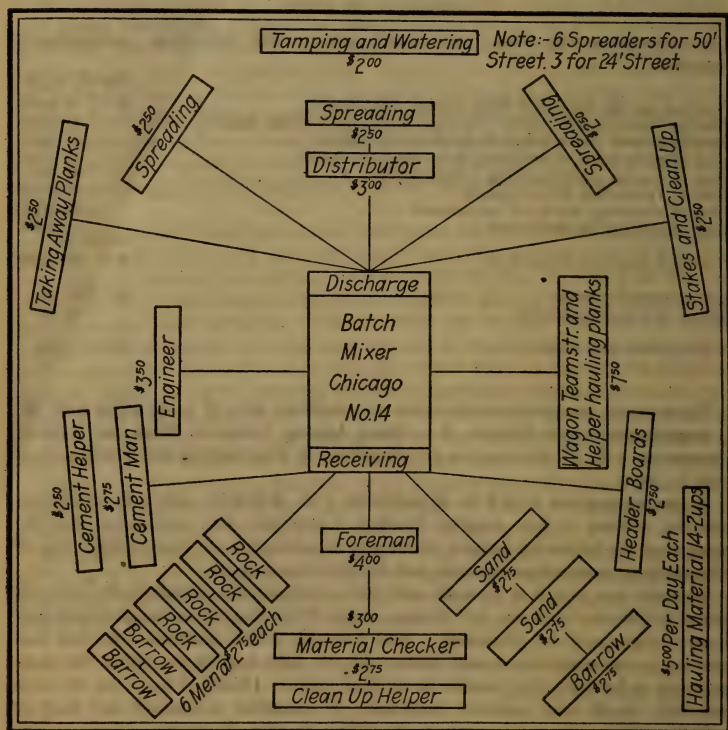 Tamping and Watering
$2.00
Note:- 6 Spreaders for 50'
Street. 3 for 24' Street.
$2.50
Spreading
Spreading
$2.50
Spreading
$2.50
Distributor
$3.00
$2.50
Taking Away Planks
Stakes and Clean Up
$2.50
Discharge
Batch
Mixer
Chicago
No.14
Receiving
$3.50
Engineer
Wagon Teamstr. and
Helper hauling planks
$7.50
$2.50
Cement Helper
$2.75
Cement Man
Header Boards
$2.50
Rock
Rock
Rock
Rock
Barrow
Barrow
6 Men @ $2.75 each
Foreman
$4.00
$3.00
Material Checker
$2.75
Clean Up Helper
Sand
$2.75
Sand
$2.75
Barrow
$2.75
$5.00 Per Day Each
Hauling Material 14-2ups